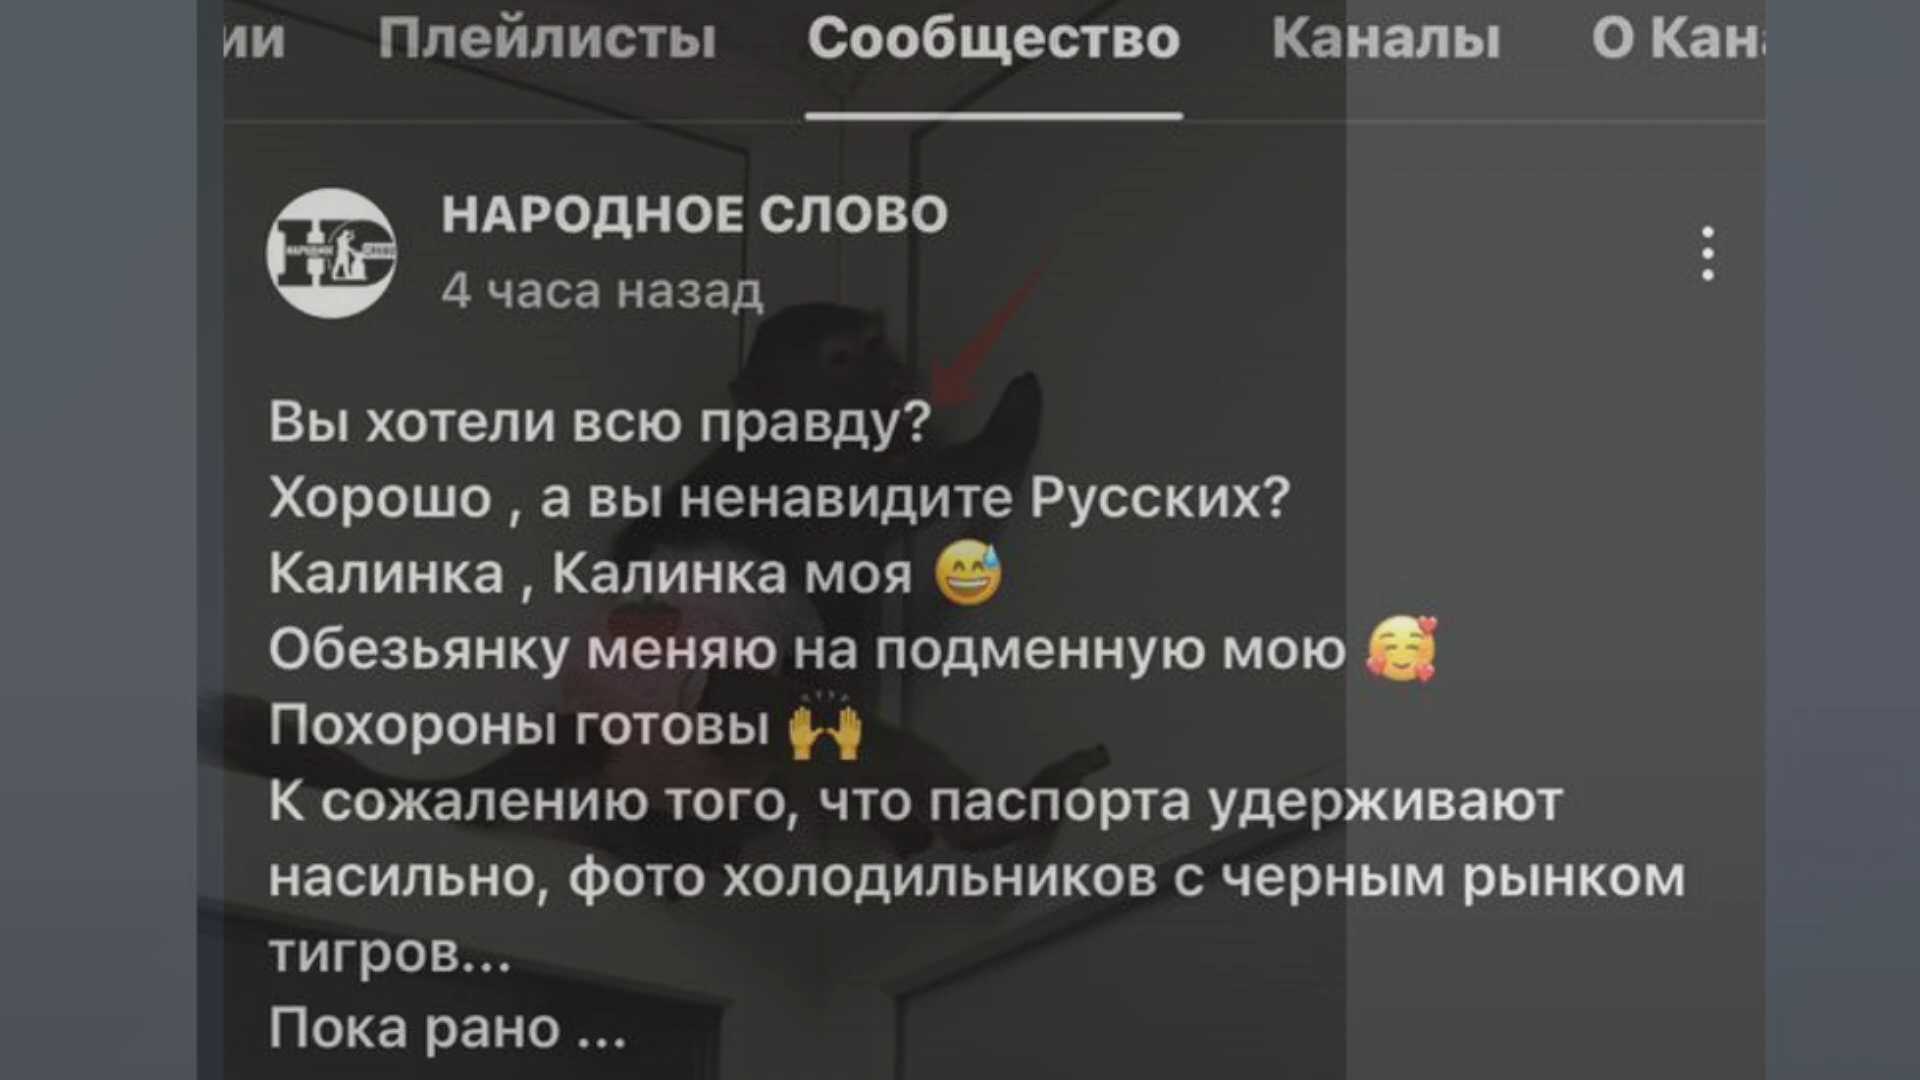 ии Плейлисты Сообщество Каналы О Кан
НАРОДНОЕ СЛОВО
4 часа назад
Вы хотели всю правду?
Хорошо , а вы ненавидите Русских?
Калинка , Калинка моя 😅
Обезьянку меняю на подменную мою 🥰
Похороны готовы 🙌
К сожалению того, что паспорта удерживают
насильно, фото холодильников с черным рынком
тигров...
Пока рано ...